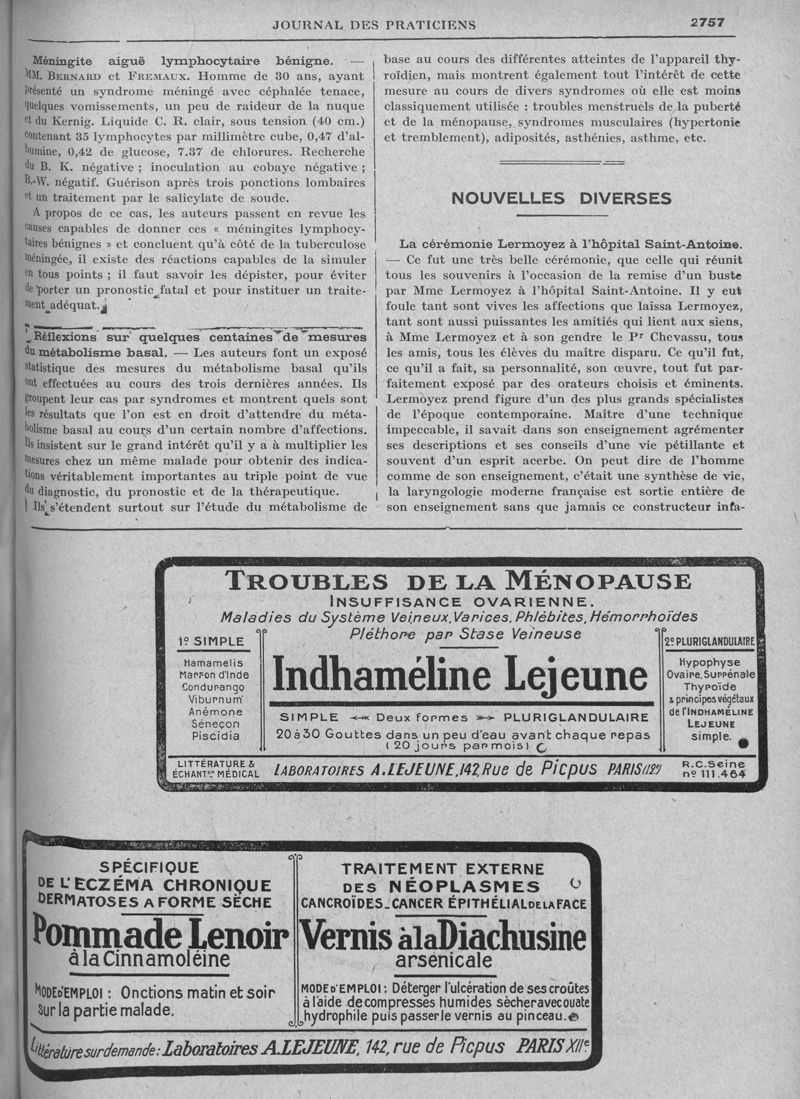 JOURNAL DES PRATICIENS
2757
Méningite aiguë lymphocytaire bénigne. —
MM. BERNARD et FREMAUX. Homme de 30 ans, ayant
présenté un syndrome méningé avec céphalée tenace,
quelques vomissements, un peu de raideur de la nuque
et du Kernig. Liquide C. R. clair, sous tension (40 cm.)
contenant 35 lymphocytes par millimètre cube, 0,47 d'al-
bumine, 0,42 de glucose, 7.37 de chlorures. Recherche
du B. K. négative ; inoculation au cobaye négative ;
B.-W. négatif. Guérison après trois ponctions lombaires
et un traitement par le salicylate de soude.
A propos de ce cas, les auteurs passent en revue les
causes capables de donner ces « méningites lymphocy-
taires bénignes » et concluent qu'à côté de la tuberculose
méningée, il existe des réactions capables de la simuler
en tous points ; il faut savoir les dépister, pour éviter
de porter un pronostic fatal et pour instituer un traite-
ment adéquat.
Réflexions sur quelques centaines de mesures
du métabolisme basal. — Les auteurs font un exposé
statistique des mesures du métabolisme basal qu'ils
ont effectuées au cours des trois dernières années. Ils
groupent leur cas par syndromes et montrent quels sont
les résultats que l'on est en droit d'attendre du méta-
bolisme basal au cours d'un certain nombre d'affections.
Ils insistent sur le grand intérêt qu'il y a à multiplier les
mesures chez un même malade pour obtenir des indica-
tions véritablement importantes au triple point de vue
du diagnostic, du pronostic et de la thérapeutique.
Ils s'étendent surtout sur l'étude du métabolisme de
base au cours des différentes atteintes de l'appareil thy-
roïdien, mais montrent également tout l'intérêt de cette
mesure au cours de divers syndromes où elle est moins
classiquement utilisée : troubles menstruels de la puberté
et de la ménopause, syndromes musculaires (hypertonie
et tremblement), adiposités, asthénies, asthme, etc.
NOUVELLES DIVERSES
La cérémonie Lermoyez à l'hôpital Saint-Antoine.
— Ce fut une très belle cérémonie, que celle qui réunit
tous les souvenirs à l'occasion de la remise d'un buste
par Mme Lermoyez à l'hôpital Saint-Antoine. Il y eut
foule tant sont vives les affections que laissa Lermoyez,
tant sont aussi puissantes les amitiés qui lient aux siens,
à Mme Lermoyez et à son gendre le Pr Chevassu, tous
les amis, tous les élèves du maître disparu. Ce qu'il fut,
ce qu'il a fait, sa personnalité, son œuvre, tout fut par-
faitement exposé par des orateurs choisis et éminents.
Lermoyez prend figure d'un des plus grands spécialistes
de l'époque contemporaine. Maître d'une technique
impeccable, il savait dans son enseignement agrémenter
ses descriptions et ses conseils d'une vie pétillante et
souvent d'un esprit acerbe. On peut dire de l'homme
comme de son enseignement, c'était une synthèse de vie,
la laryngologie moderne française est sortie entière de
son enseignement sans que jamais ce constructeur infa-
TROUBLES DE LA MÉNOPAUSE
INSUFFISANCE OVARIENNE.
Maladies du Système Veineux, Varices, Phlébites, Hémorrhoïdes
Pléthore par Stase Veineuse
1º SIMPLE
Hamamelis
Marron d'Inde
Condurango
Viburnum
Anémone
Séneçon
Piscidia
Indhaméline Lejeune
SIMPLE Deux formes PLURIGLANDULAIRE
20 à 30 Gouttes dans un peu d'eau avant chaque repas
(20 jours par mois)
2º PLURIGLANDULAIRE
Hypophyse
Ovaire, Surrénale
Thyroïde
& principes végétaux
de l'INDHAMÉLINE
LEJEUNE
simple.
LITTÉRATURE &
ÉCHANTons MÉDICAL
LABORATOIRES A. LEJEUNE, 142, Rue de Picpus PARIS (12e)
R.C. Seine
nº 111.464
SPÉCIFIQUE
DE L'ECZÉMA CHRONIQUE
DERMATOSES A FORME SÈCHE
Pommade Lenoir
à la Cinnamoléine
MODE D'EMPLOI : Onctions matin et soir
sur la partie malade.
TRAITEMENT EXTERNE
DES NÉOPLASMES
CANCROÏDES - CANCER ÉPITHÉLIAL DE LA FACE
Vernis à la Diachusine
arsénicale
MODE D'EMPLOI : Déterger l'ulcération de ses croûtes
à l'aide de compresses humides sècher avec ouate
hydrophile puis passer le vernis au pinceau.
Littérature sur demande : Laboratoires A. LEJEUNE, 142, rue de Picpus PARIS XIIe